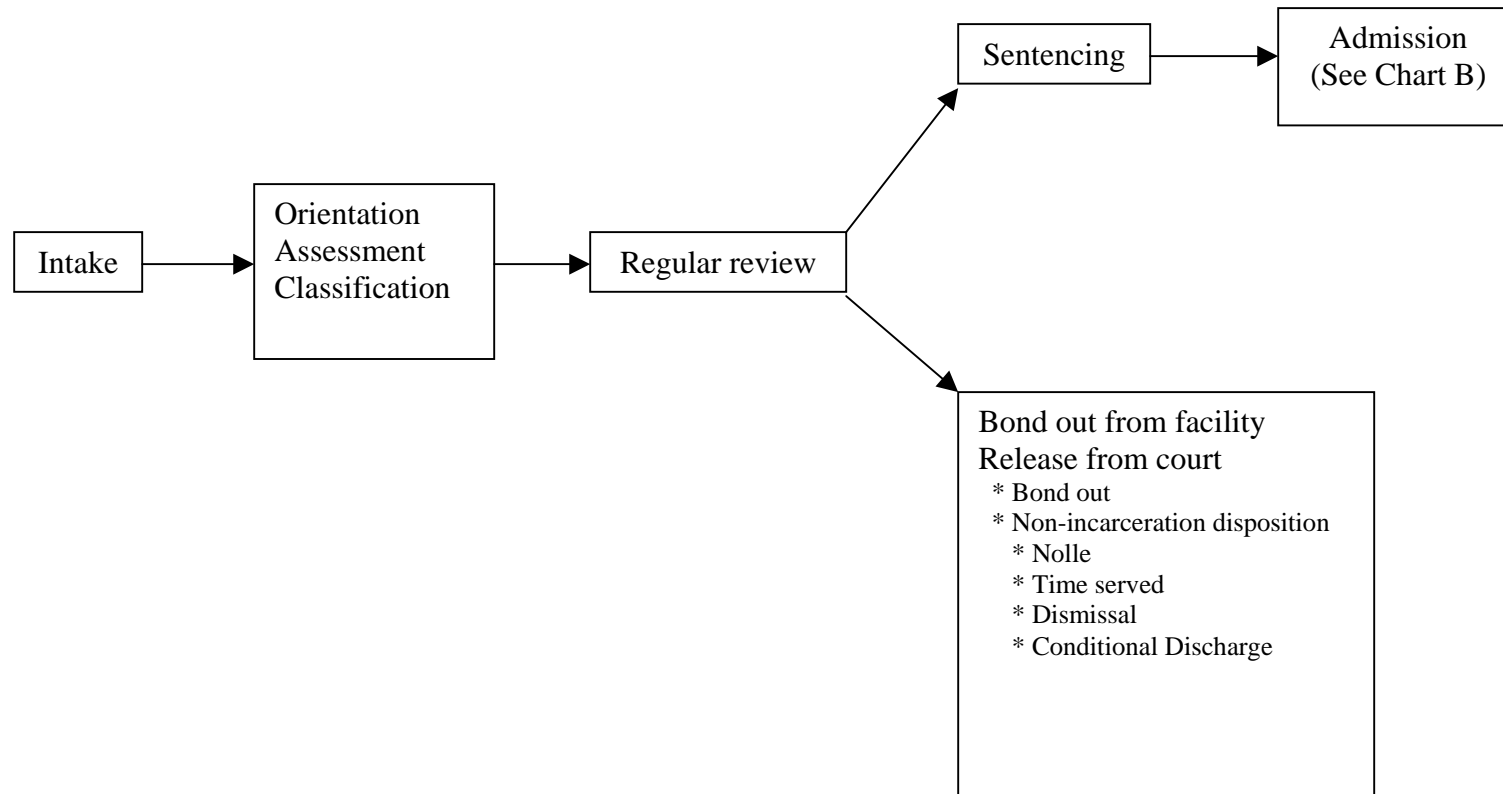 Intake
Orientation
Assessment
Classification
Regular review
Sentencing
Admission
(See Chart B)
Bond out from facility
Release from court
* Bond out
* Non-incarceration disposition
* Nolle
* Time served
* Dismissal
* Conditional Discharge